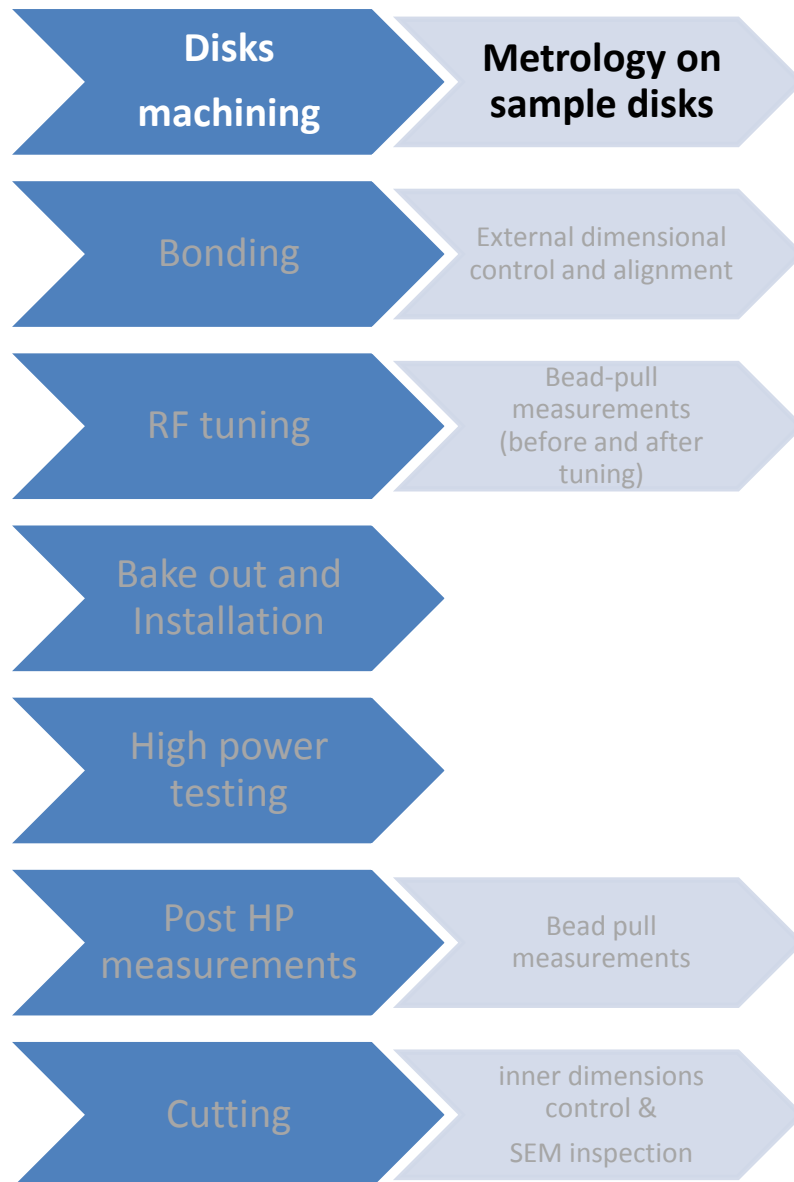 Disks
machining
Metrology on
sample disks
Bonding
External dimensional
control and alignment
RF tuning
Bead-pull
measurements
(before and after
tuning)
Bake out and
Installation
High power
testing
Post HP
measurements
Bead pull
measurements
Cutting
inner dimensions
control &
SEM inspection